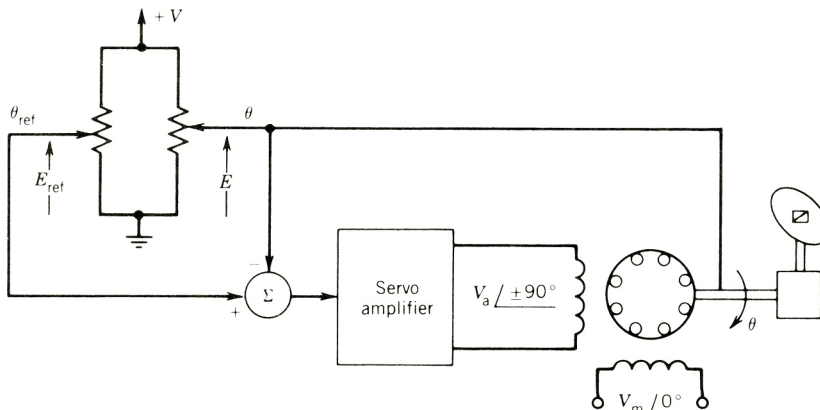 + V
θref
θ
Eref
E
−
Σ
+
Servo
amplifier
Va /±90°
θ
Vm /0°